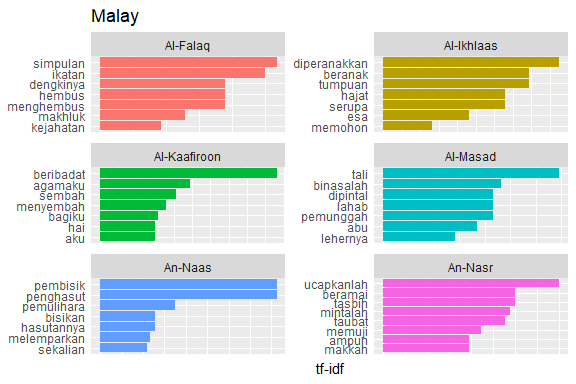 Malay
Al-Falaq
simpulan
ikatan
dengkinya
hembus
menghembus
makhluk
kejahatan
Al-Ikhlaas
diperanakkan
beranak
tumpuan
hajat
serupa
esa
memohon
Al-Kaafiroon
beribadat
agamaku
sembah
menyembah
bagiku
hai
aku
Al-Masad
tali
binasalah
dipintal
lahab
pemunggah
abu
lehernya
An-Naas
pembisik
penghasut
pemulihara
bisikan
hasutannya
melemparkan
sekalian
An-Nasr
ucapkanlah
beramai
tasbih
mintalah
taubat
memuji
ampun
makkah
tf-idf